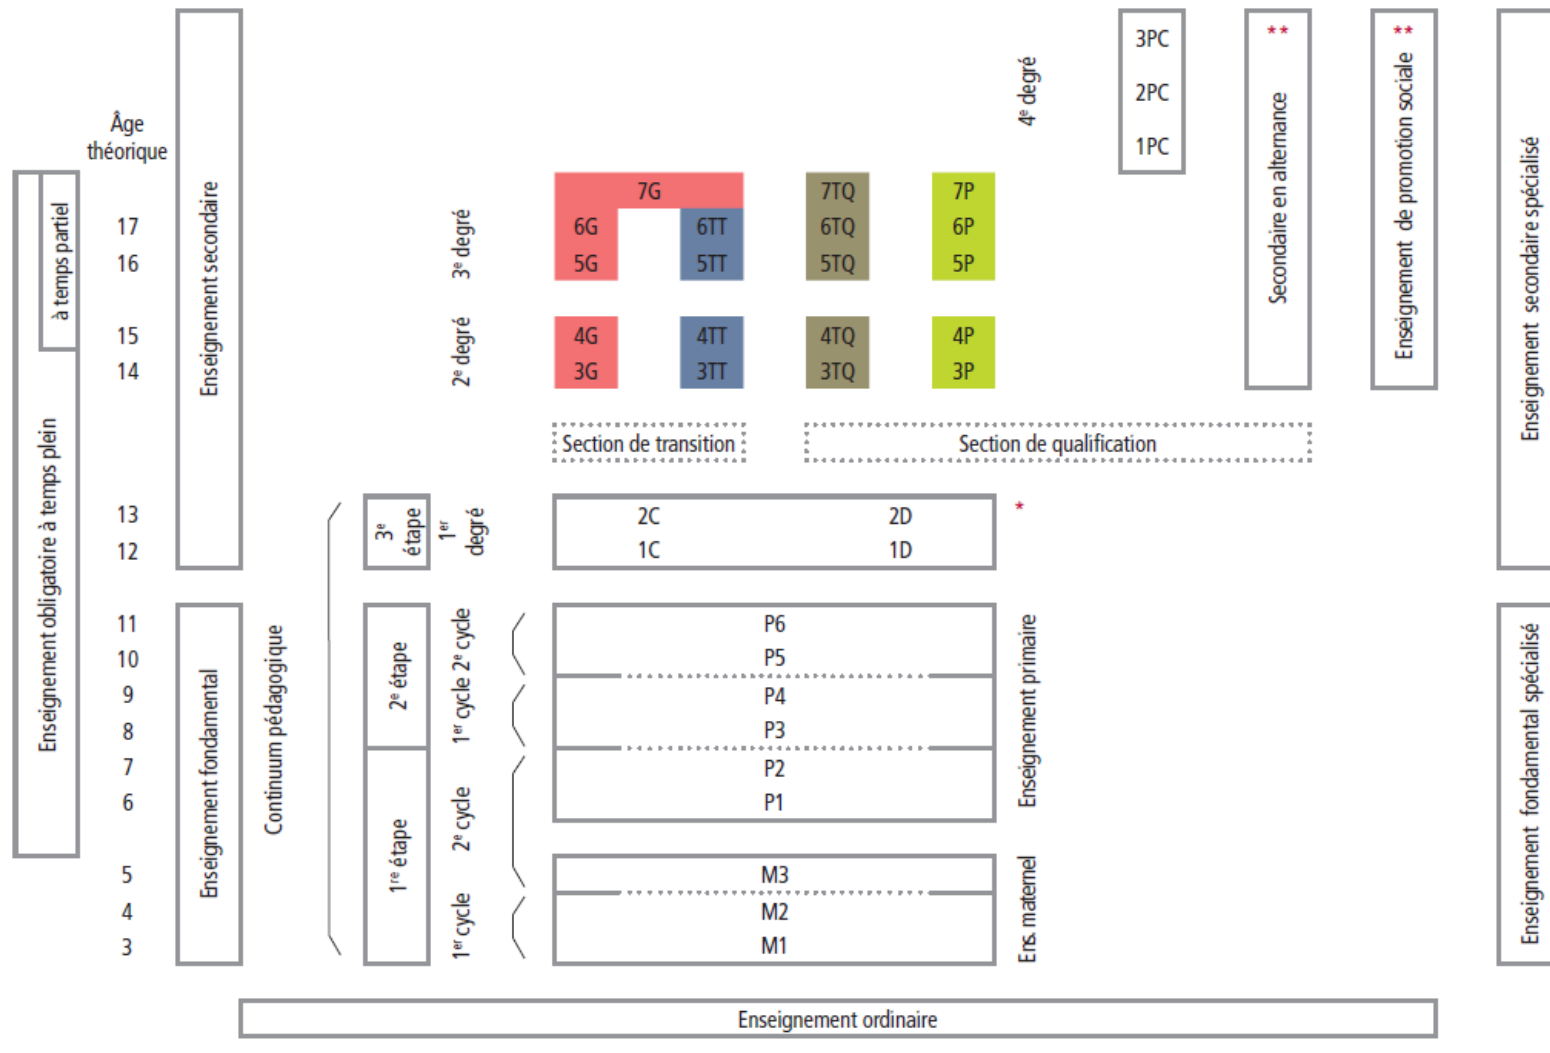 3PC
**
**
2PC
1PC
4e degré
Secondaire en alternance
Enseignement de promotion sociale
Enseignement secondaire spécialisé
Âge
théorique
Enseignement secondaire
à temps partiel
Enseignement obligatoire à temps plein
3e degré
7G
7TQ
7P
17
6G
6TT
6TQ
6P
16
5G
5TT
5TQ
5P
2e degré
15
4G
4TT
4TQ
4P
14
3G
3TT
3TQ
3P
Section de transition
Section de qualification
13
3e
étape
1er
degré
2C
2D
*
12
1C
1D
Enseignement fondamental
Continuum pédagogique
2e étape
2e cycle
Enseignement primaire
Enseignement fondamental spécialisé
11
P6
10
P5
1er cycle
9
P4
8
P3
1re étape
2e cycle
7
P2
6
P1
5
M3
Ens. maternel
1er cycle
4
M2
3
M1
Enseignement ordinaire